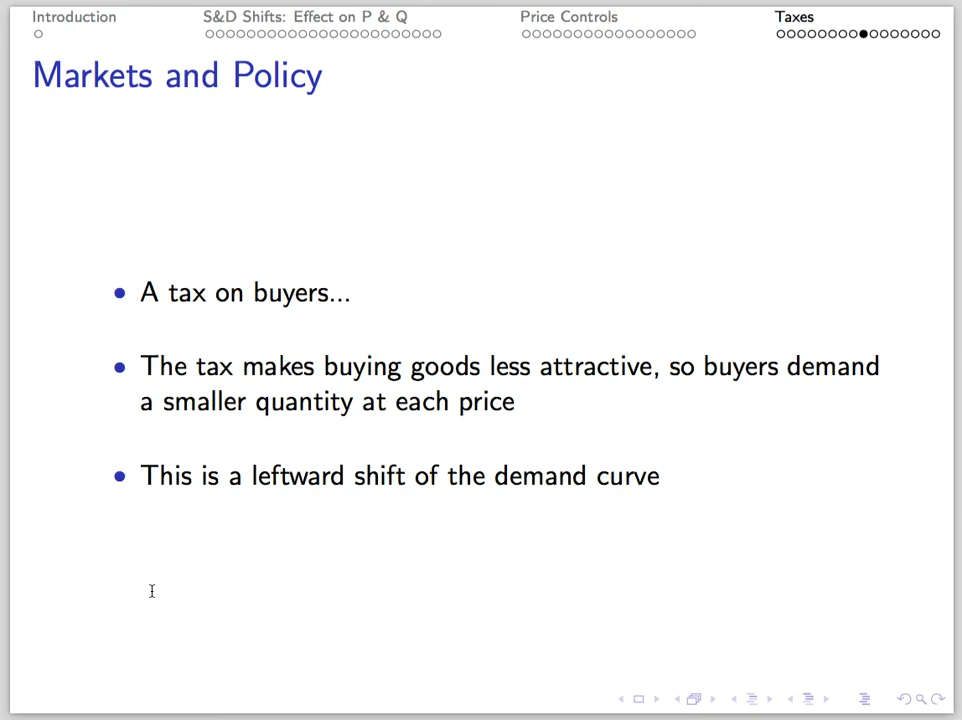 Introduction
S&D Shifts: Effect on P & Q
Price Controls
Taxes
Markets and Policy
• A tax on buyers...
• The tax makes buying goods less attractive, so buyers demand
a smaller quantity at each price
• This is a leftward shift of the demand curve